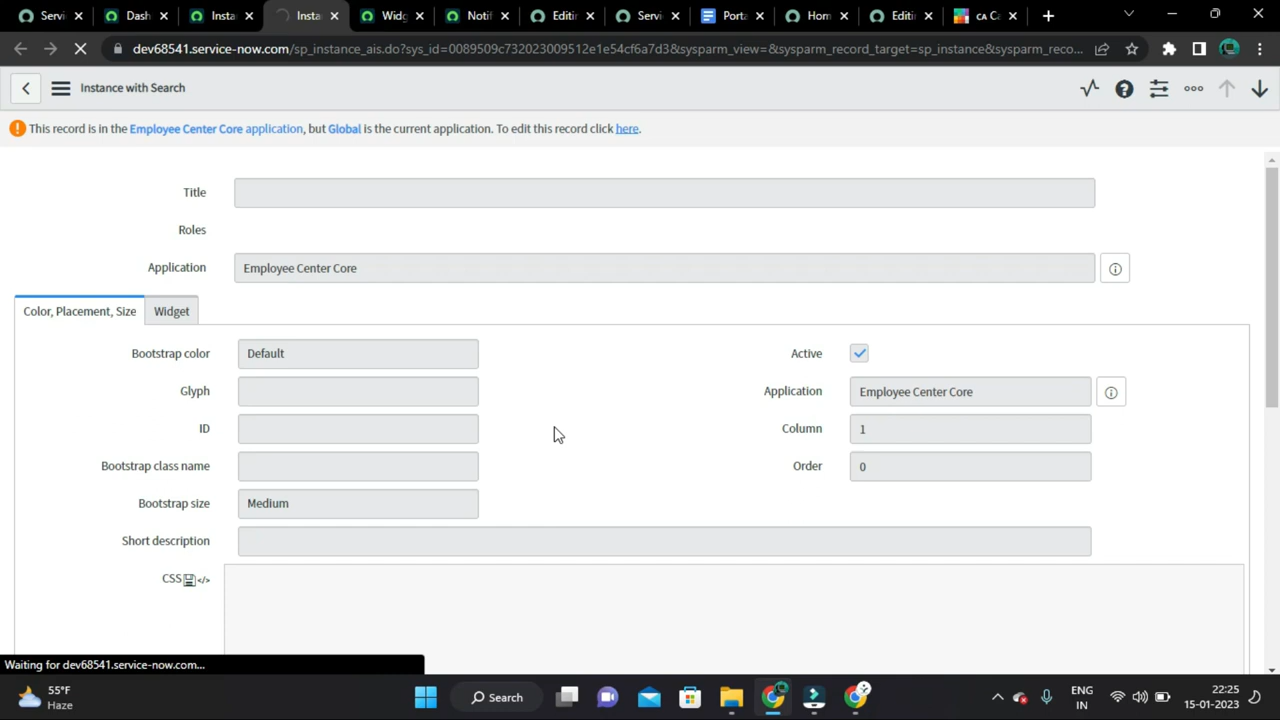 Servi
Dash
Insta
Insta
Widg
Notif
Editin
Servi
Porta
Hom
Editi
CA Ca
dev68541.service-now.com/sp_instance_ais.do?sys_id=0089509c732023009512e1e54cf6a7d3&sysparm_view=&sysparm_record_target=sp_instance&sysparm_reco...
Instance with Search
This record is in the Employee Center Core application, but Global is the current application. To edit this record click here.
Title
Roles
Application Employee Center Core
Color, Placement, Size Widget
Bootstrap color Default Active
Glyph Application Employee Center Core
ID Column 1
Bootstrap class name Order 0
Bootstrap size Medium
Short description
CSS
Waiting for dev68541.service-now.com...
55°F
Haze
Search
ENG
IN
22:25
15-01-2023